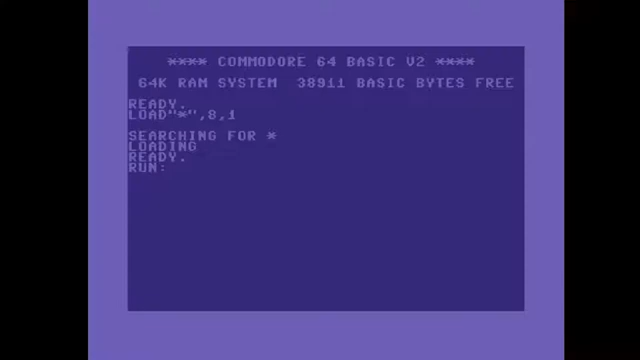 **** COMMODORE 64 BASIC V2 ****
64K RAM SYSTEM  38911 BASIC BYTES FREE
READY.
LOAD"*",8,1
SEARCHING FOR *
LOADING
READY.
RUN: